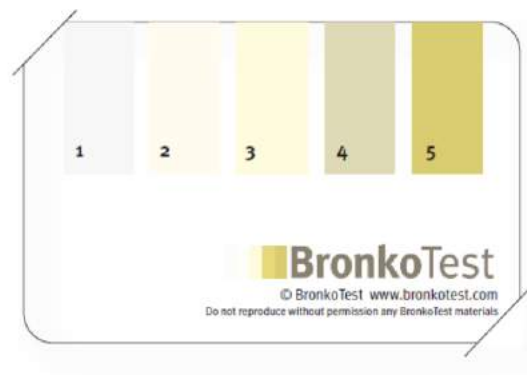 1 2 3 4 5
BronkoTest
© BronkoTest www.bronkotest.com
Do not reproduce without permission any BronkoTest materials